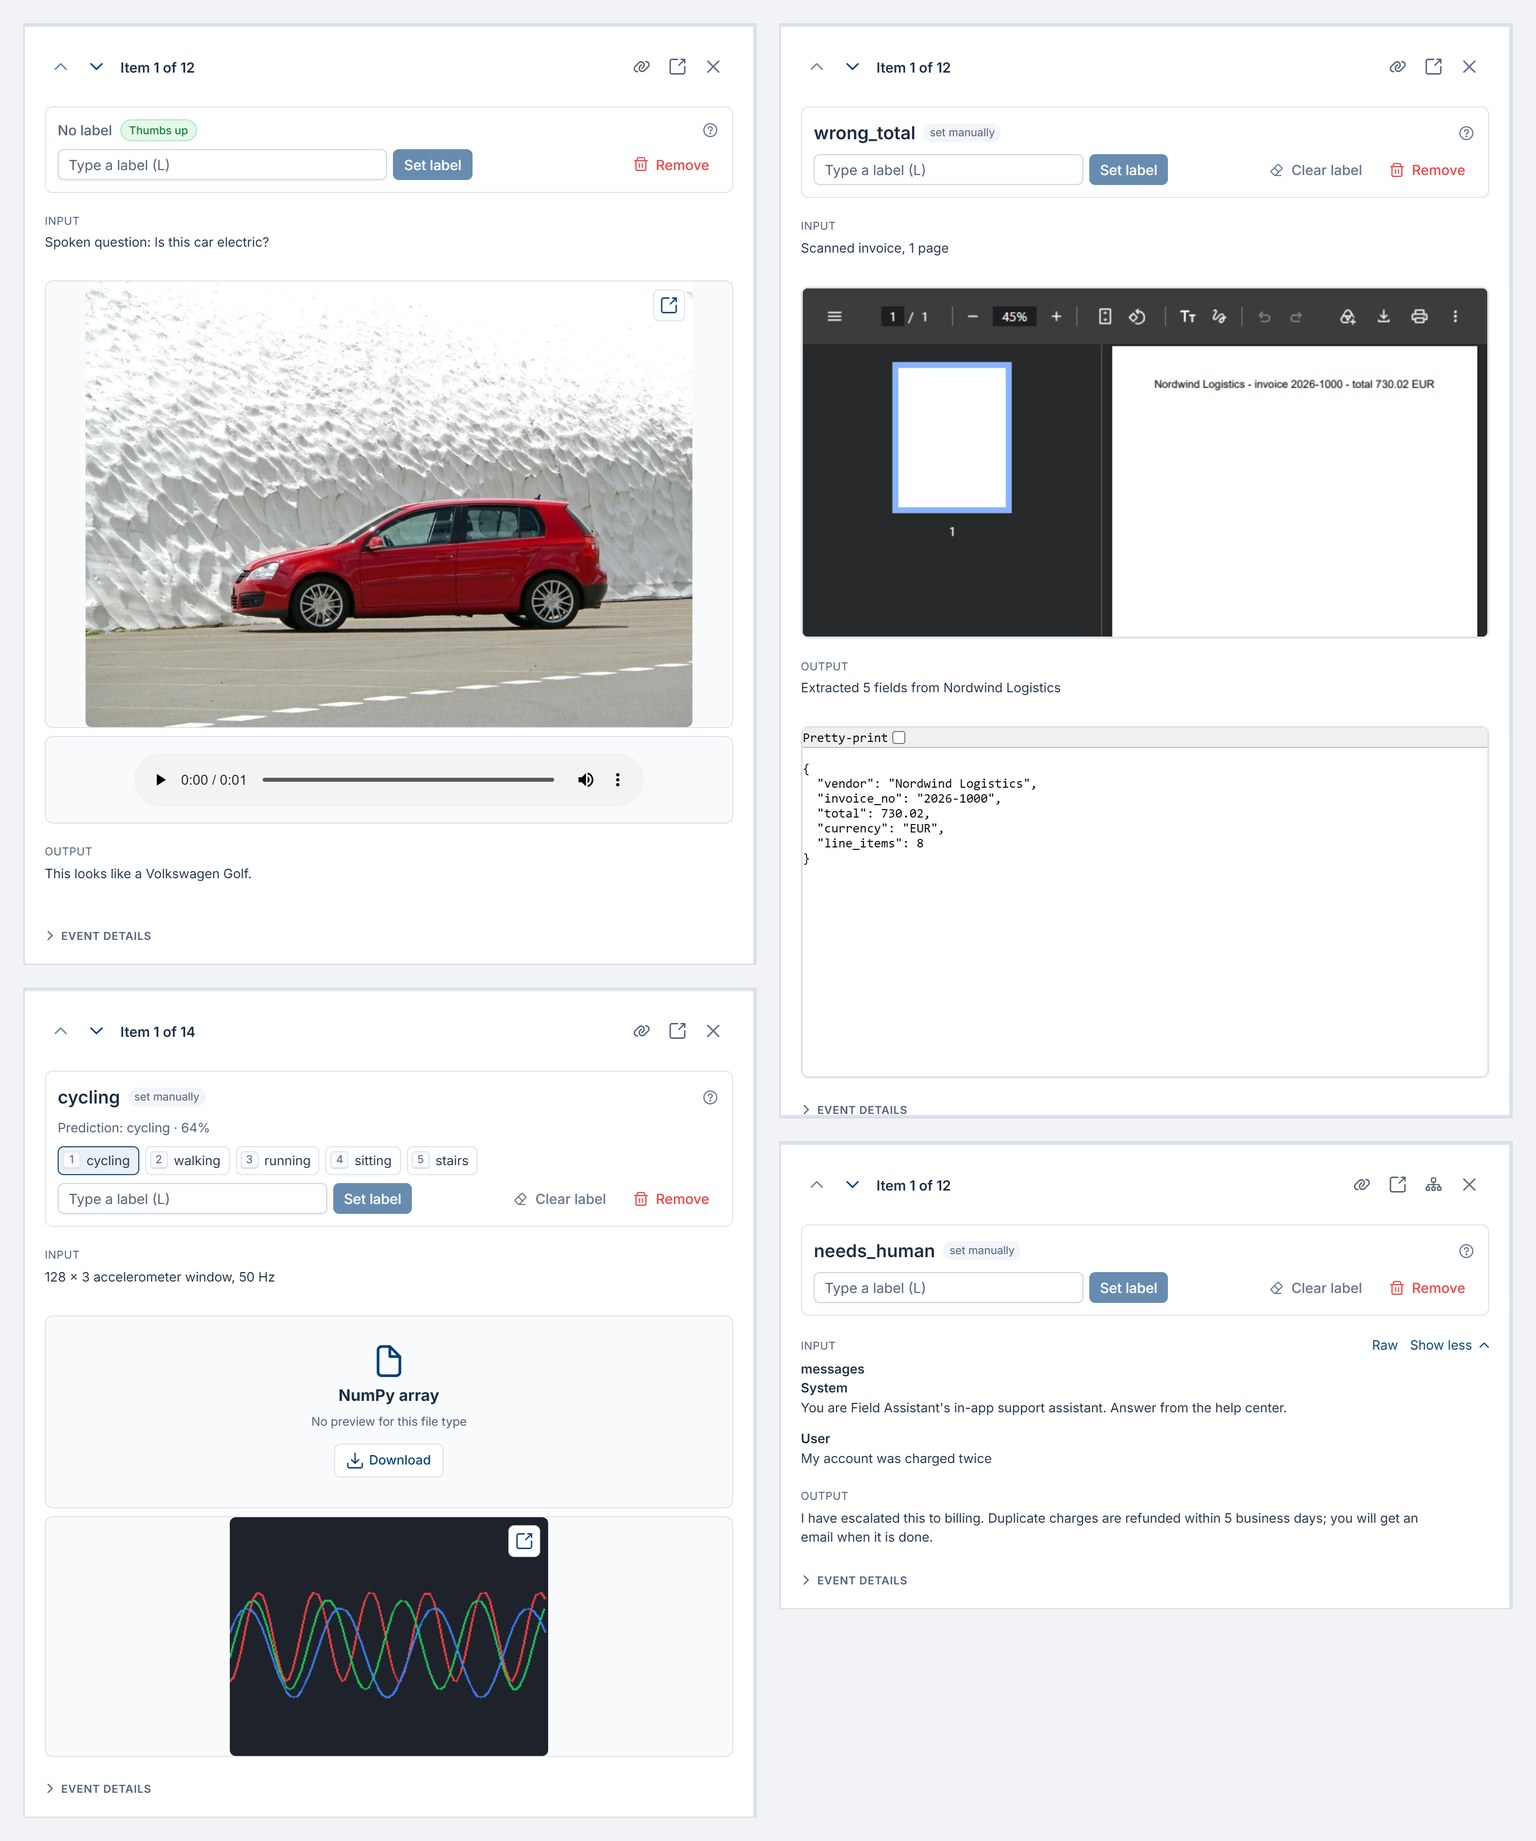 Item 1 of 12
No label Thumbs up
Type a label (L) Set label Remove
INPUT
Spoken question: Is this car electric?
0:00 / 0:01
OUTPUT
This looks like a Volkswagen Golf.
EVENT DETAILS
Item 1 of 14
cycling set manually
Prediction: cycling · 64%
1 cycling 2 walking 3 running 4 sitting 5 stairs
Type a label (L) Set label Clear label Remove
INPUT
128 × 3 accelerometer window, 50 Hz
NumPy array
No preview for this file type
Download
EVENT DETAILS
Item 1 of 12
wrong_total set manually
Type a label (L) Set label Clear label Remove
INPUT
Scanned invoice, 1 page
1 / 1 45%
Nordwind Logistics - invoice 2026-1000 - total 730.02 EUR
1
OUTPUT
Extracted 5 fields from Nordwind Logistics
Pretty-print
{
"vendor": "Nordwind Logistics",
"invoice_no": "2026-1000",
"total": 730.02,
"currency": "EUR",
"line_items": 8
}
EVENT DETAILS
Item 1 of 12
needs_human set manually
Type a label (L) Set label Clear label Remove
INPUT Raw Show less
messages
System
You are Field Assistant's in-app support assistant. Answer from the help center.
User
My account was charged twice
OUTPUT
I have escalated this to billing. Duplicate charges are refunded within 5 business days; you will get an
email when it is done.
EVENT DETAILS